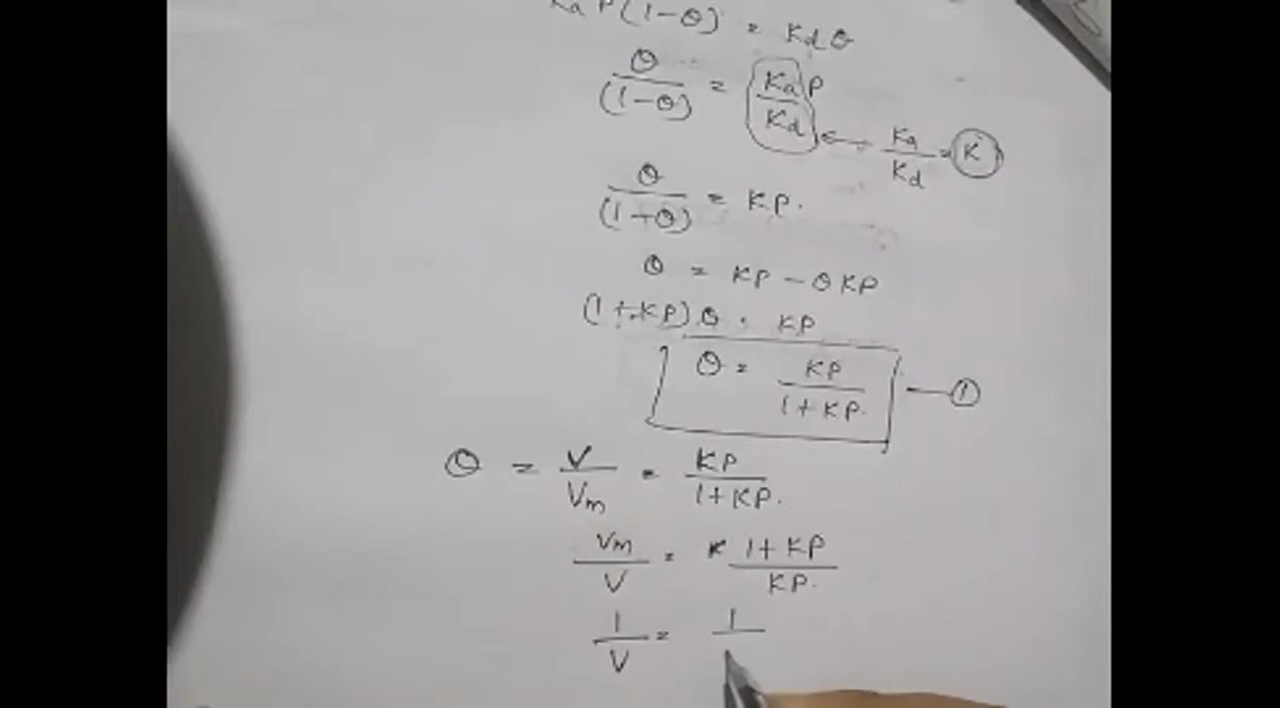 Ka P(1-θ) = Kd θ
θ/(1-θ) = Ka/Kd P
Ka/Kd = K
θ/(1-θ) = KP.
θ = KP - θKP
(1+KP)θ = KP
θ = KP/1+KP. — ①
θ = V/Vm = KP/1+KP.
Vm/V = 1+KP/KP.
1/V = 1/